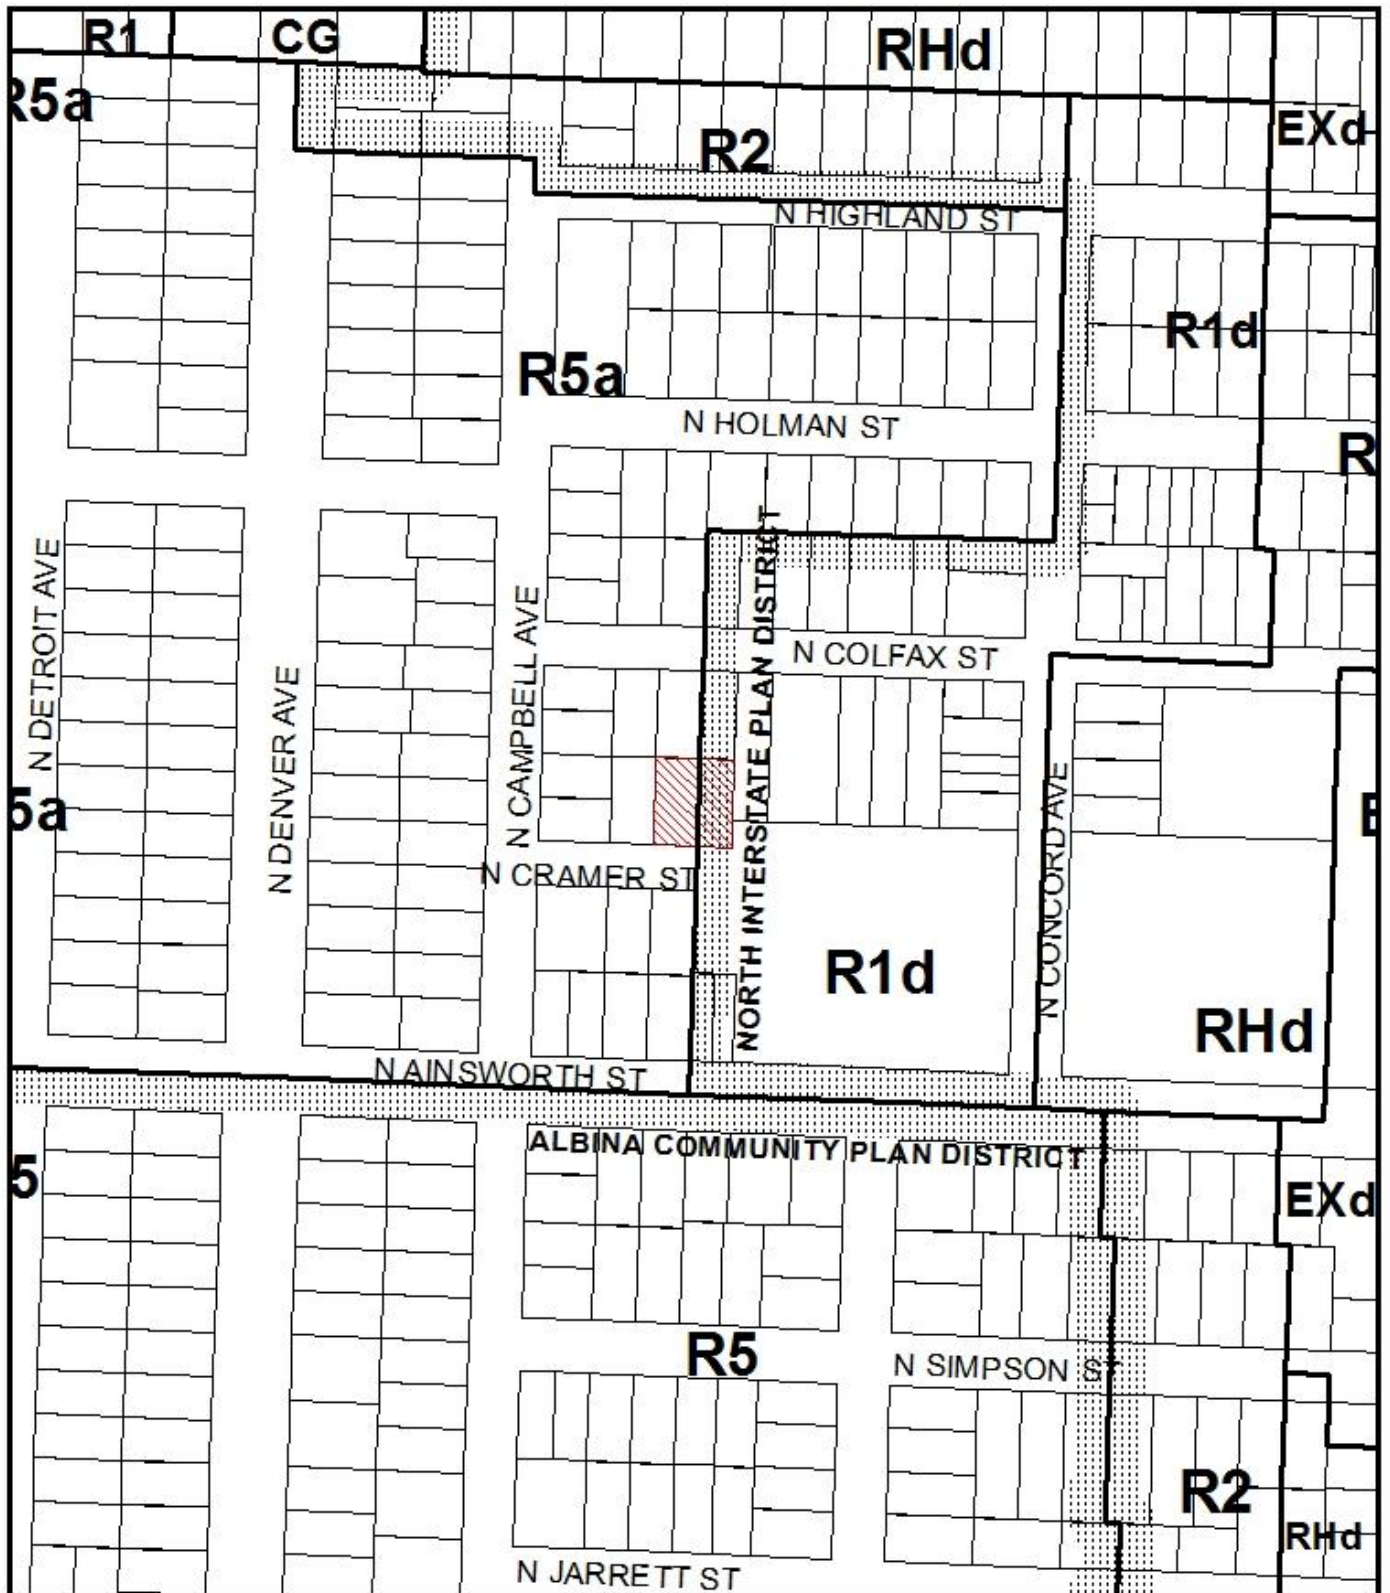 R1
CG
RHd
R5a
EXd
R2
N HIGHLAND ST
R1d
R5a
N HOLMAN ST
R
NORTH INTERSTATE PLAN DISTRICT
N DETROIT AVE
N CAMPBELL AVE
N COLFAX ST
N DENVER AVE
5a
N CONCORD AVE
E
N CRAMER ST
R1d
RHd
N AINSWORTH ST
ALBINA COMMUNITY PLAN DISTRICT
5
EXd
R5
N SIMPSON ST
R2
RHd
N JARRETT ST